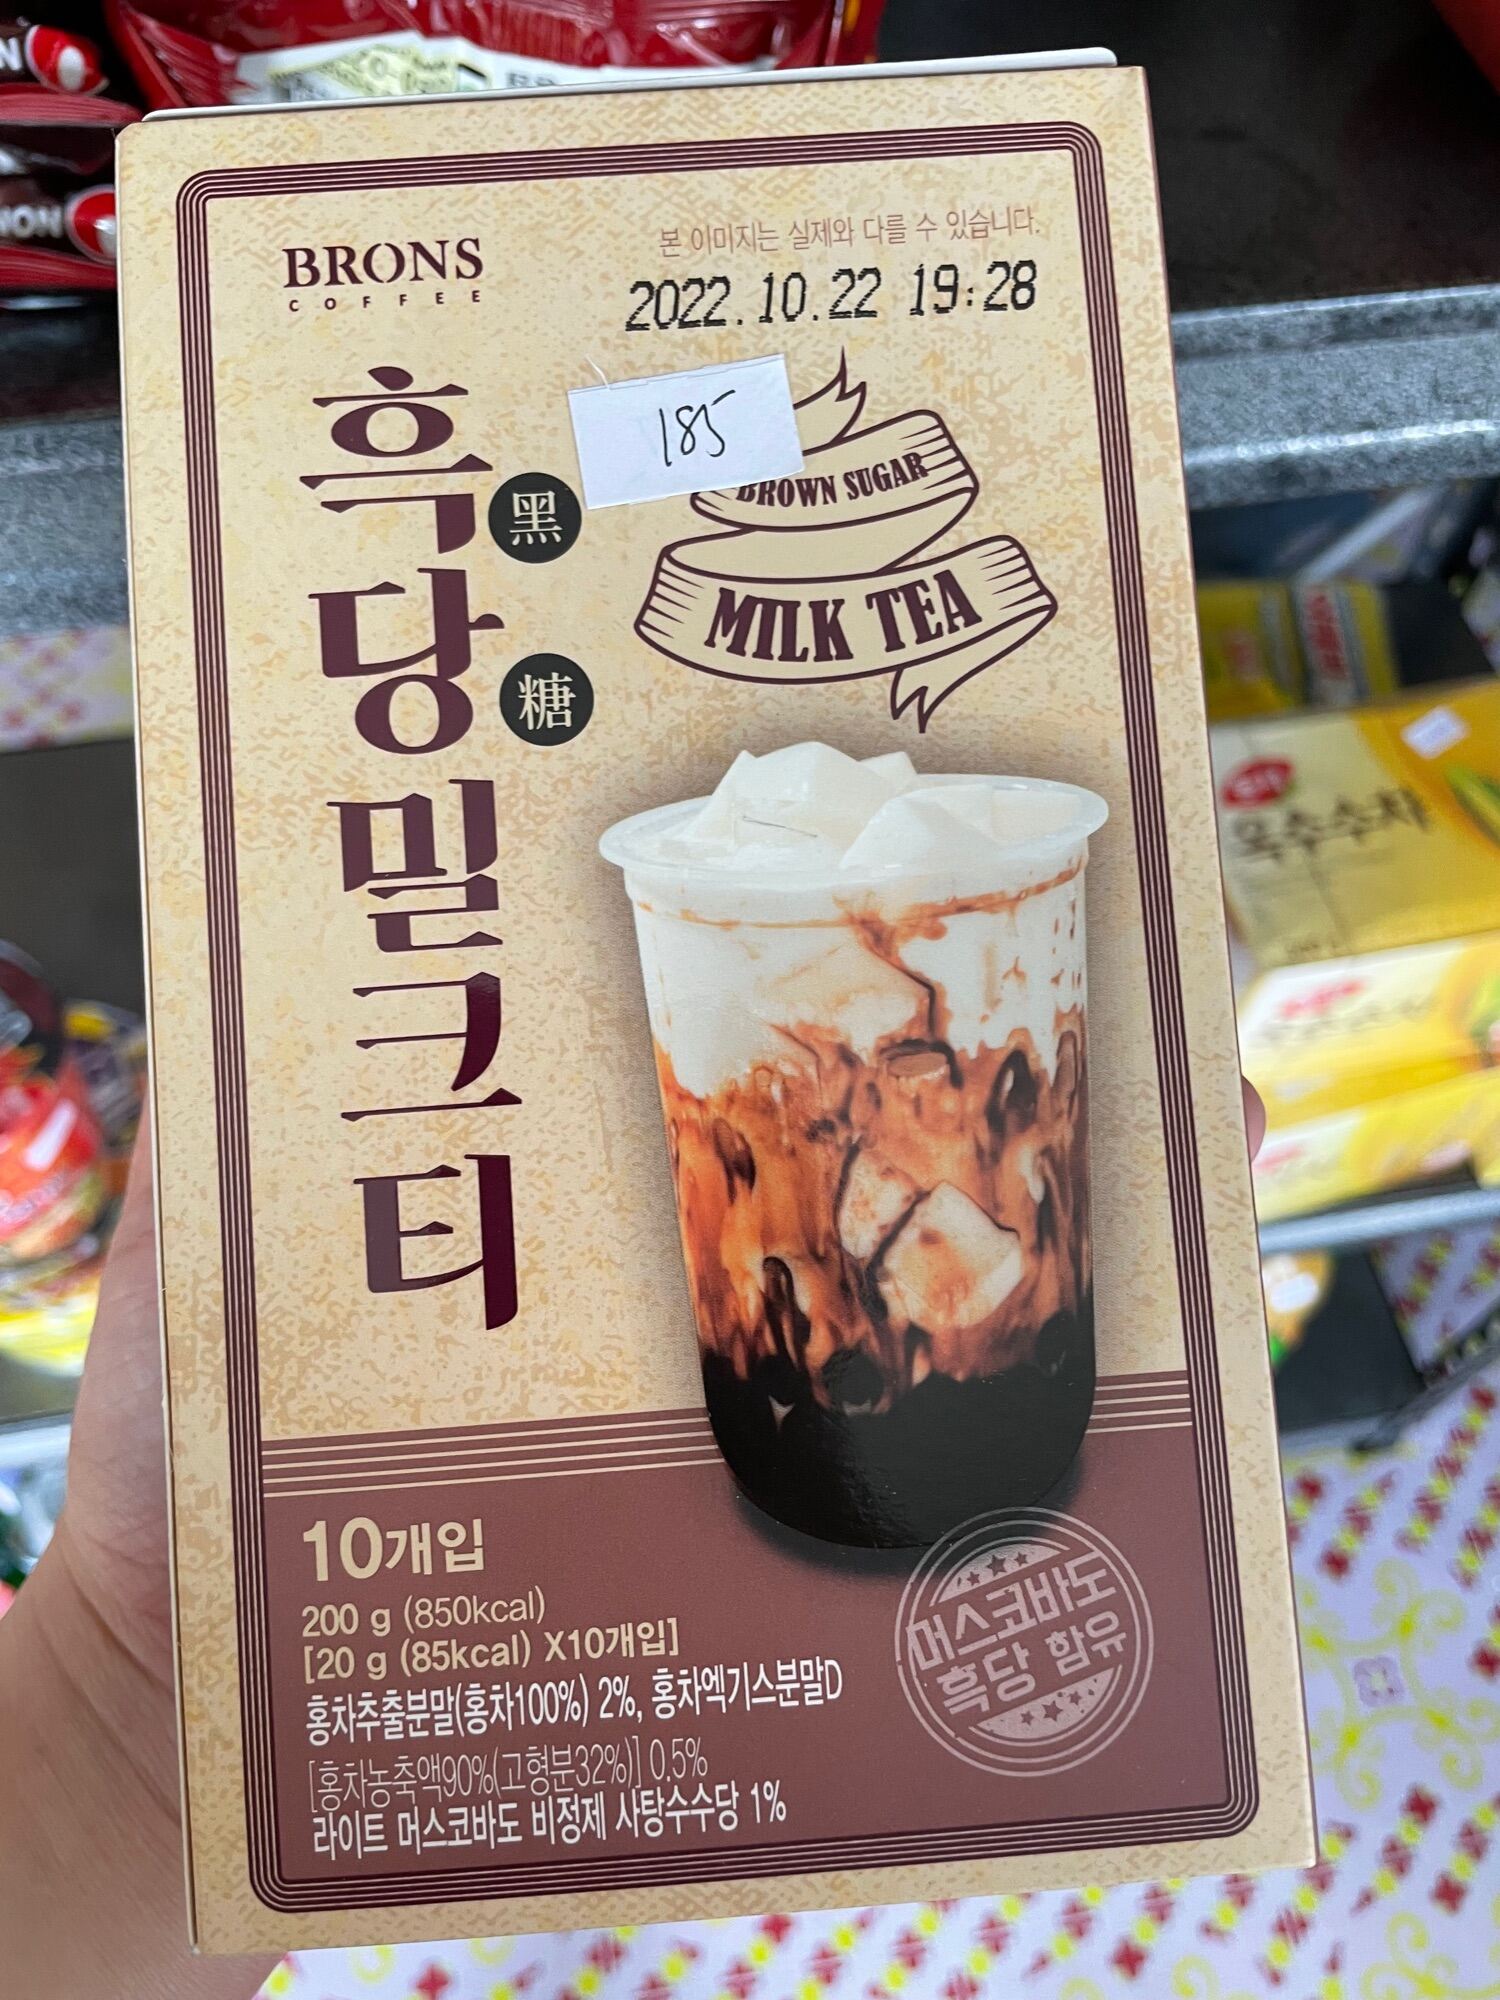 BRONS
COFFEE
본 이미지는 실제와 다를 수 있습니다.
2022.10.22 19:28
185
BROWN SUGAR
MILK TEA
흑당밀크티
黑
糖
10개입
200 g (850kcal)
[20 g (85kcal) X10개입]
홍차추출분말(홍차100%) 2%, 홍차엑기스분말D
[홍차농축액90%(고형분32%)] 0.5%
라이트 머스코바도 비정제 사탕수수당 1%
머스코바도
흑당 함유
옥수수차
NON